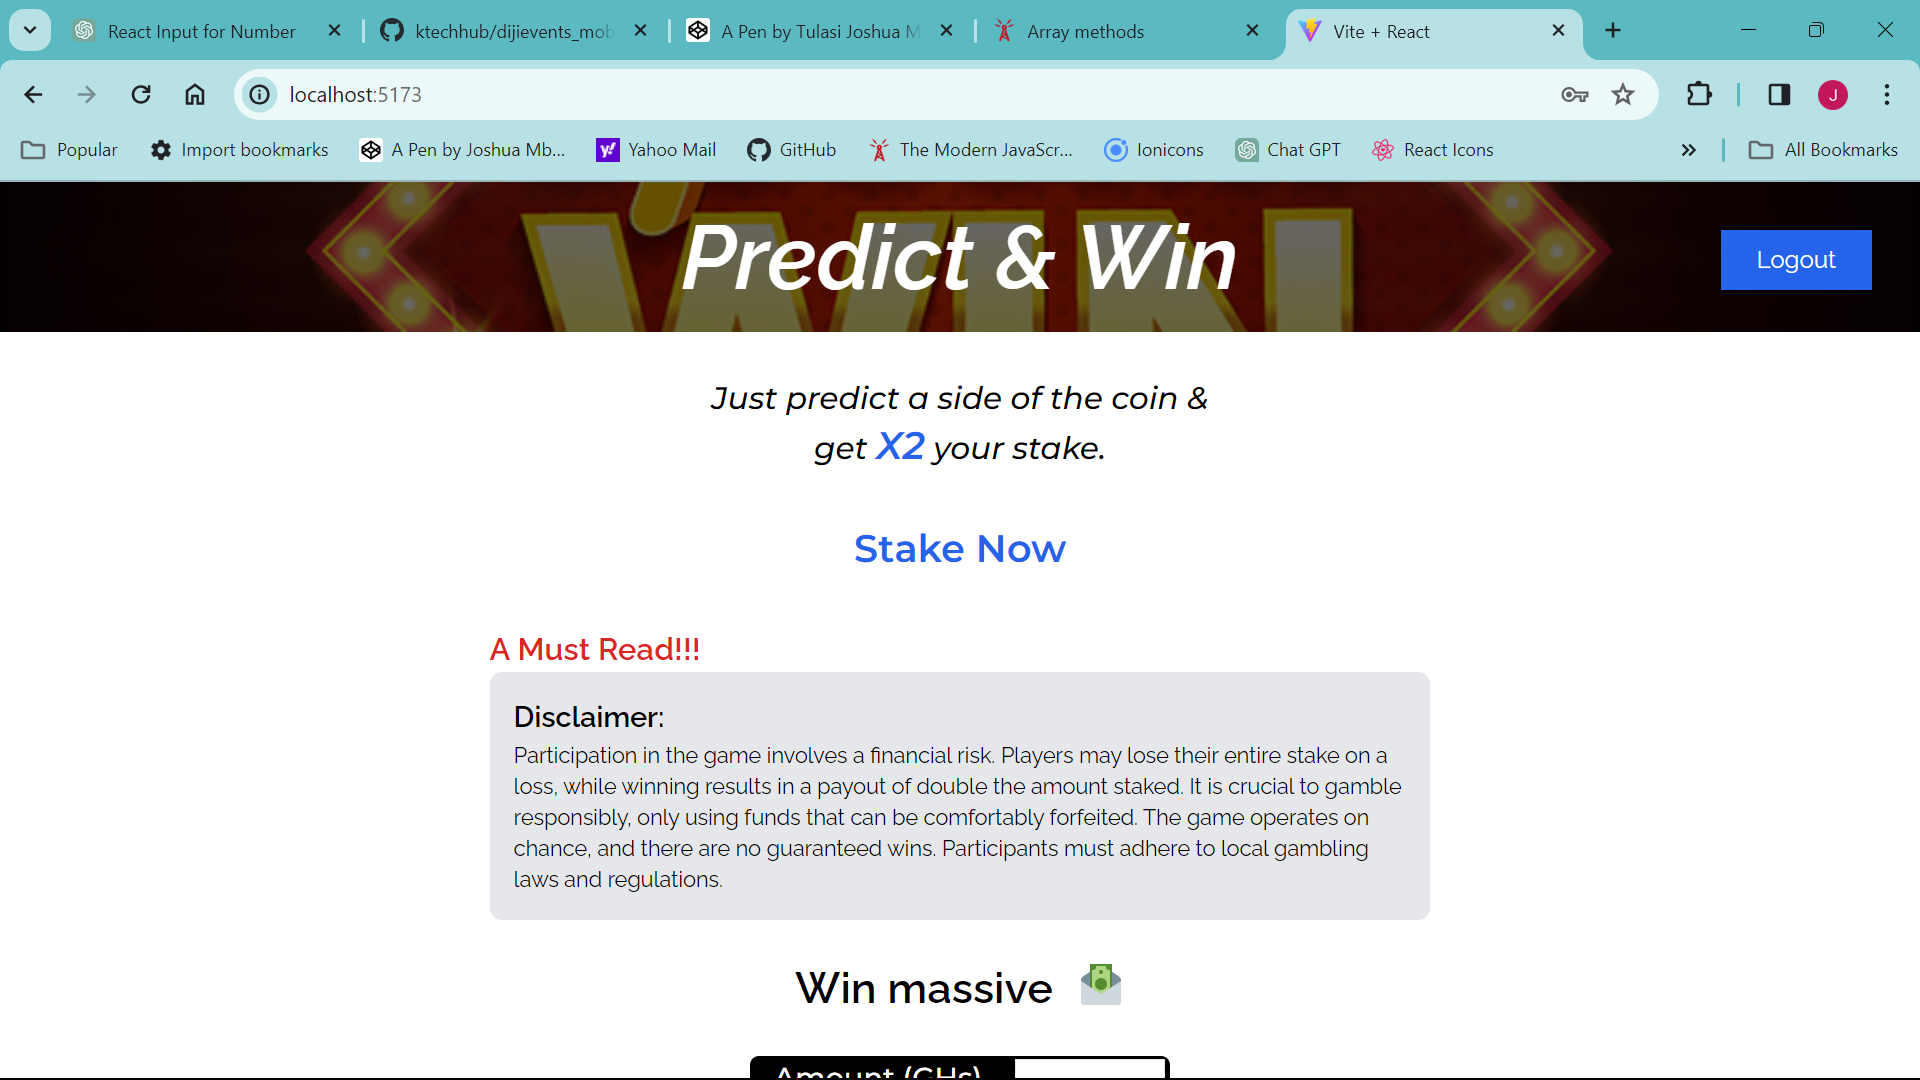 React Input for Number
ktechhub/dijievents_mob
A Pen by Tulasi Joshua M
Array methods
Vite + React
localhost:5173
J
Popular
Import bookmarks
A Pen by Joshua Mb...
Yahoo Mail
GitHub
The Modern JavaScr...
Ionicons
Chat GPT
React Icons
All Bookmarks
WIN
Predict & Win
Logout
Just predict a side of the coin &
get X2 your stake.
Stake Now
A Must Read!!!
Disclaimer:
Participation in the game involves a financial risk. Players may lose their entire stake on a
loss, while winning results in a payout of double the amount staked. It is crucial to gamble
responsibly, only using funds that can be comfortably forfeited. The game operates on
chance, and there are no guaranteed wins. Participants must adhere to local gambling
laws and regulations.
Win massive
Amount (GHs)